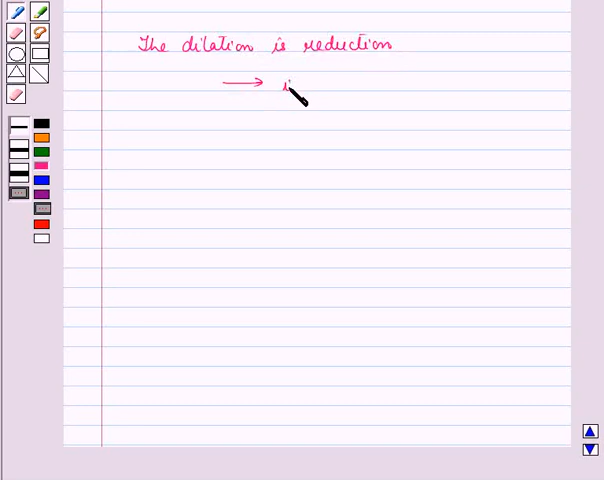 The dilation is reduction
→ i